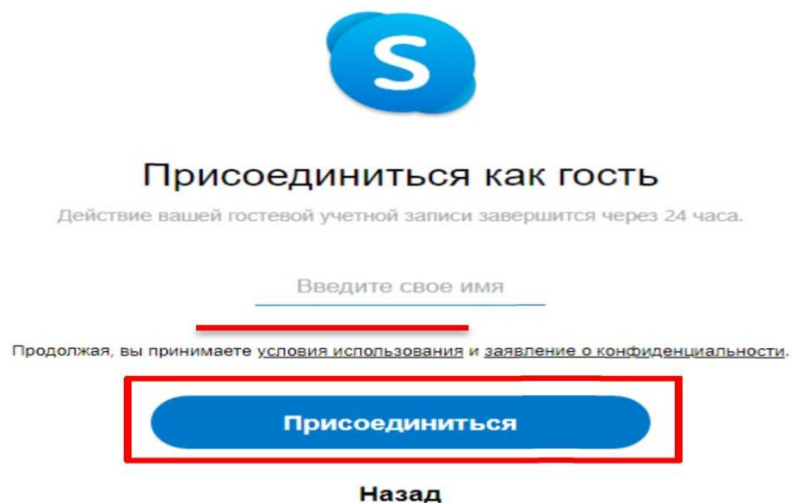 S
Присоединиться как гость
Действие вашей гостевой учетной записи завершится через 24 часа.
Введите свое имя
Продолжая, вы принимаете условия использования и заявление о конфиденциальности.
Присоединиться
Назад